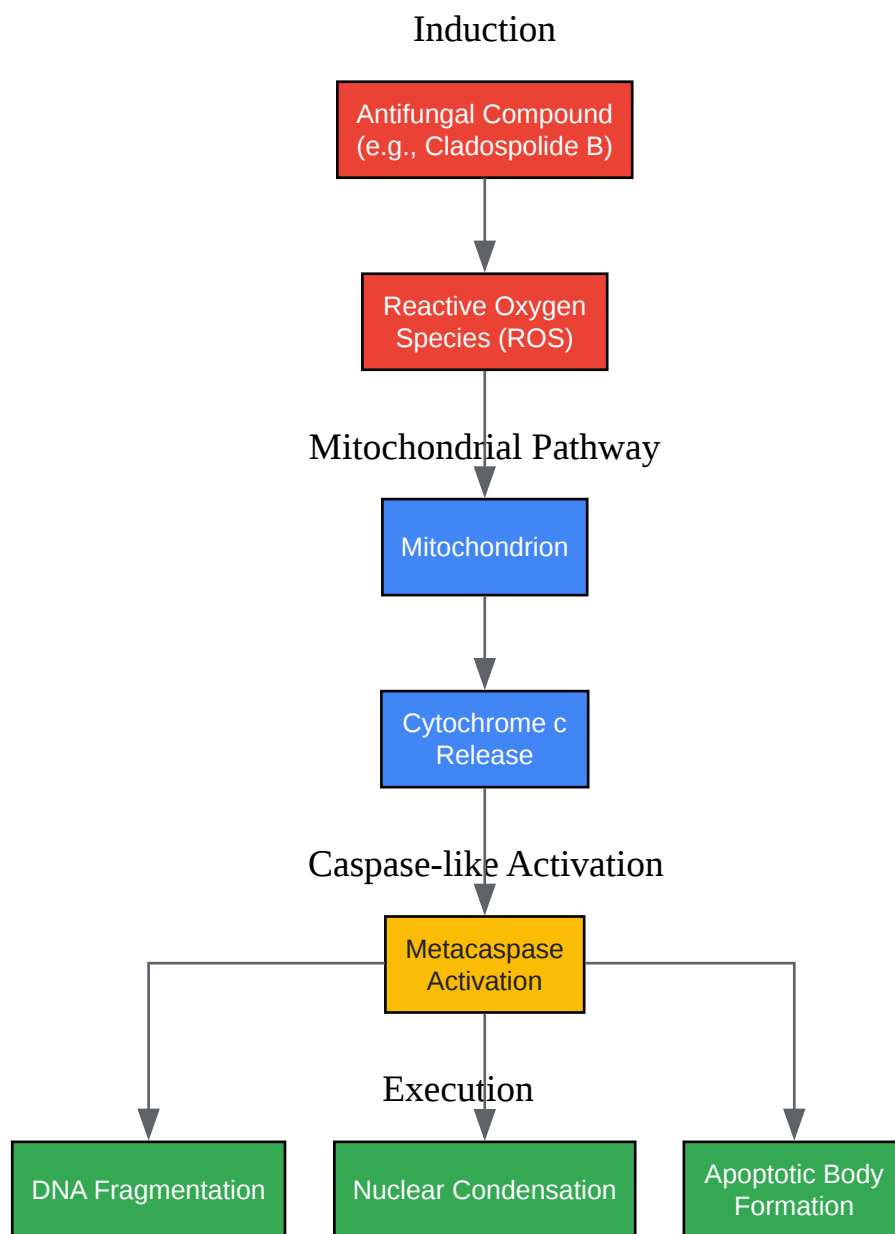 Induction
Antifungal Compound
(e.g., Cladospolide B)
Reactive Oxygen
Species (ROS)
Mitochondrial Pathway
Mitochondrion
Cytochrome c
Release
Caspase-like Activation
Metacaspase
Activation
Execution
DNA Fragmentation
Nuclear Condensation
Apoptotic Body
Formation